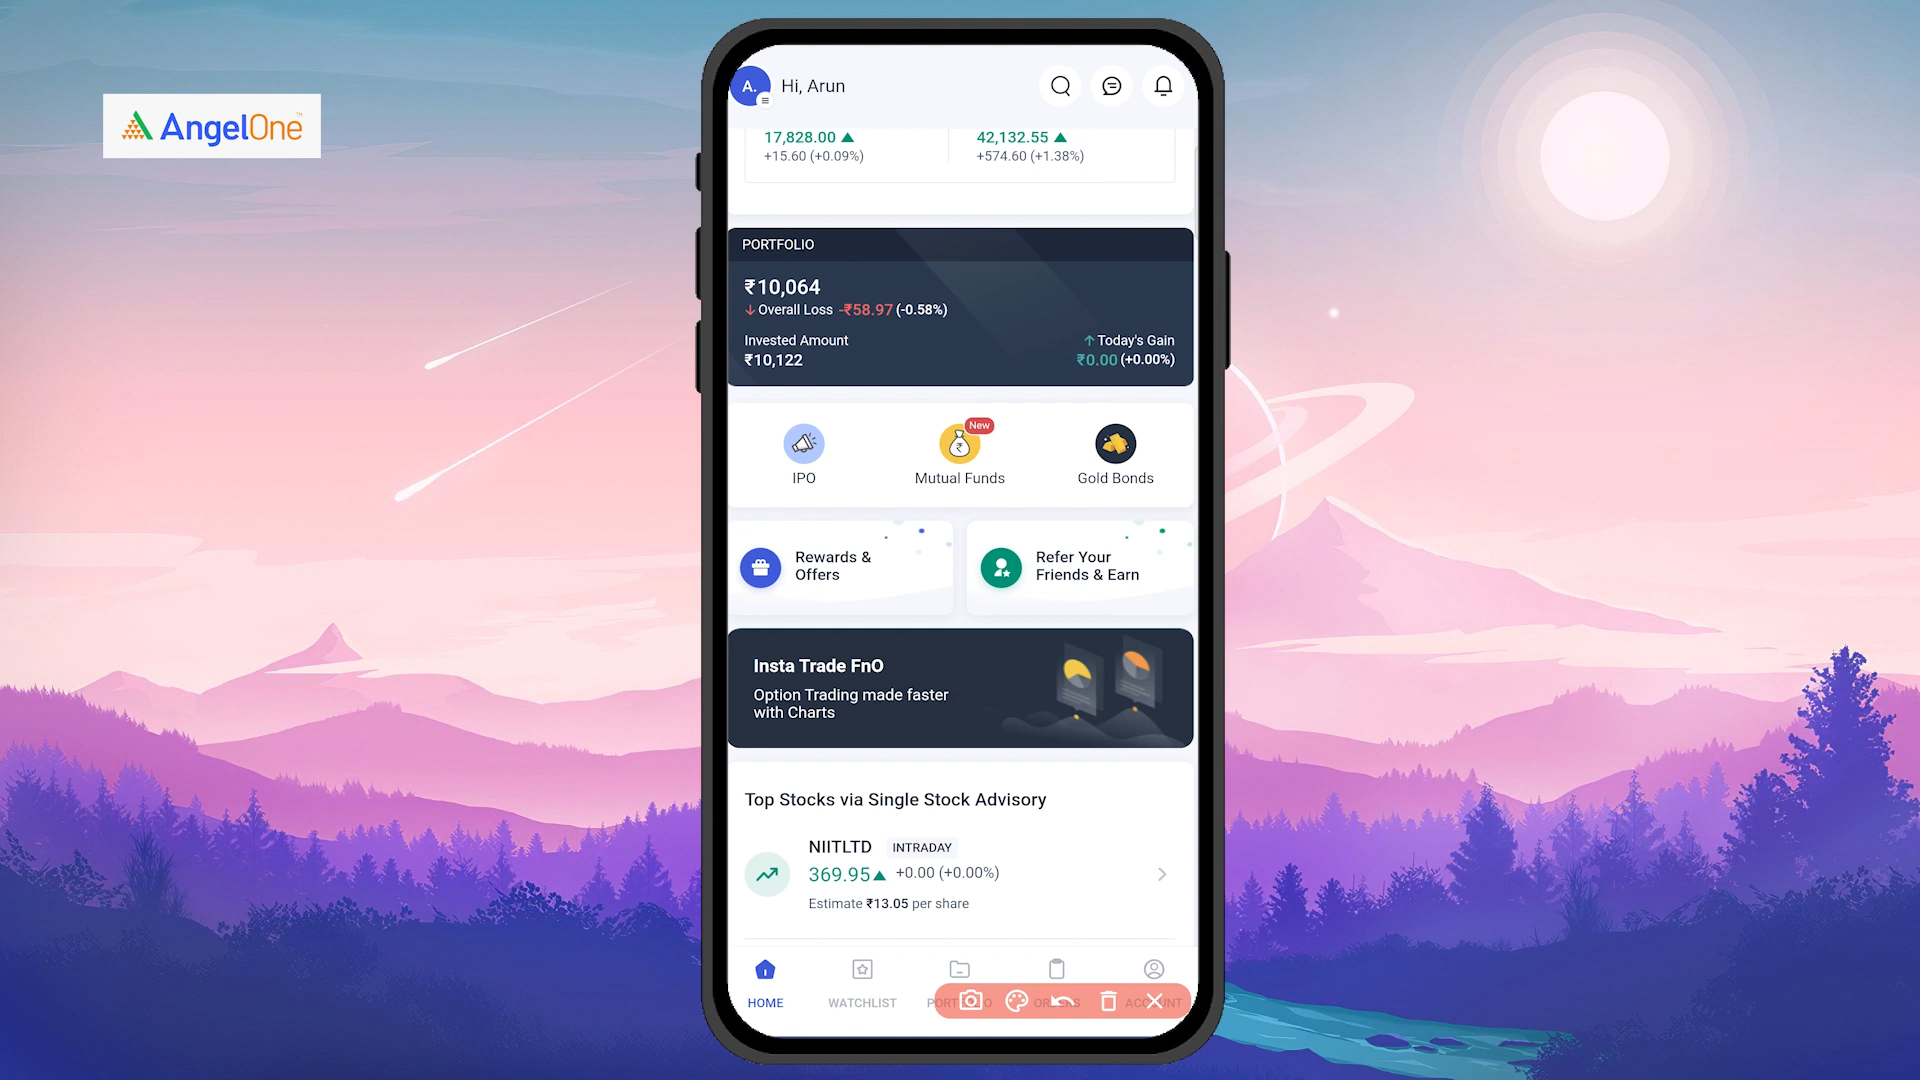 AngelOne
A.
Hi, Arun
17,828.00
42,132.55
+15.60 (+0.09%)
+574.60 (+1.38%)
PORTFOLIO
₹10,064
Overall Loss -₹58.97 (-0.58%)
Invested Amount
Today's Gain
₹10,122
₹0.00 (+0.00%)
New
IPO
Mutual Funds
Gold Bonds
Rewards &
Offers
Refer Your
Friends & Earn
Insta Trade FnO
Option Trading made faster
with Charts
Top Stocks via Single Stock Advisory
NIITLTD INTRADAY
369.95 +0.00 (+0.00%)
Estimate ₹13.05 per share
HOME
WATCHLIST